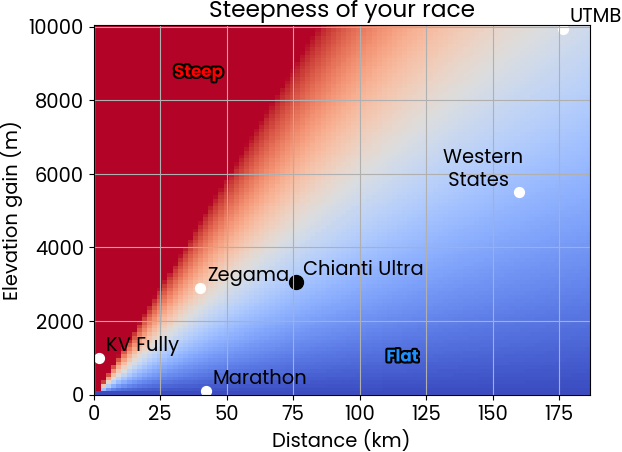 Steepness of your race
UTMB
10000
Steep
8000
Western
States
6000
4000
Zegama
Chianti Ultra
2000
KV Fully
Flat
Marathon
0
0 25 50 75 100 125 150 175
Distance (km)
Elevation gain (m)